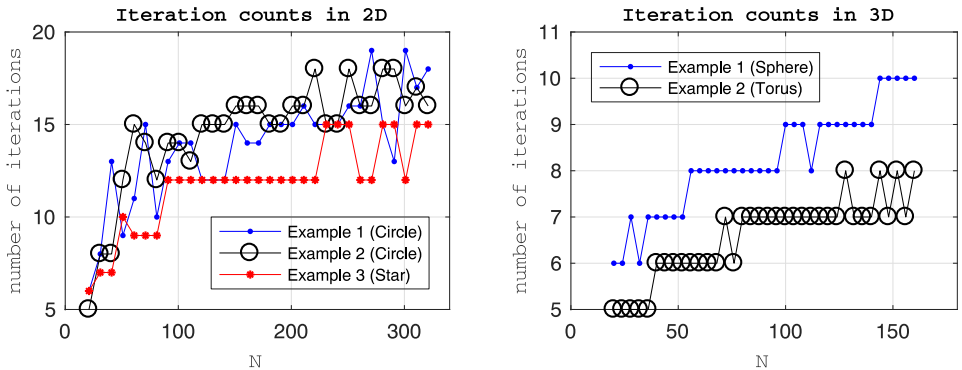 Iteration counts in 2D
number of iterations
20
15
10
5
0
100
200
300
N
Example 1 (Circle)
Example 2 (Circle)
Example 3 (Star)
Iteration counts in 3D
number of iterations
11
10
9
8
7
6
5
0
50
100
150
N
Example 1 (Sphere)
Example 2 (Torus)